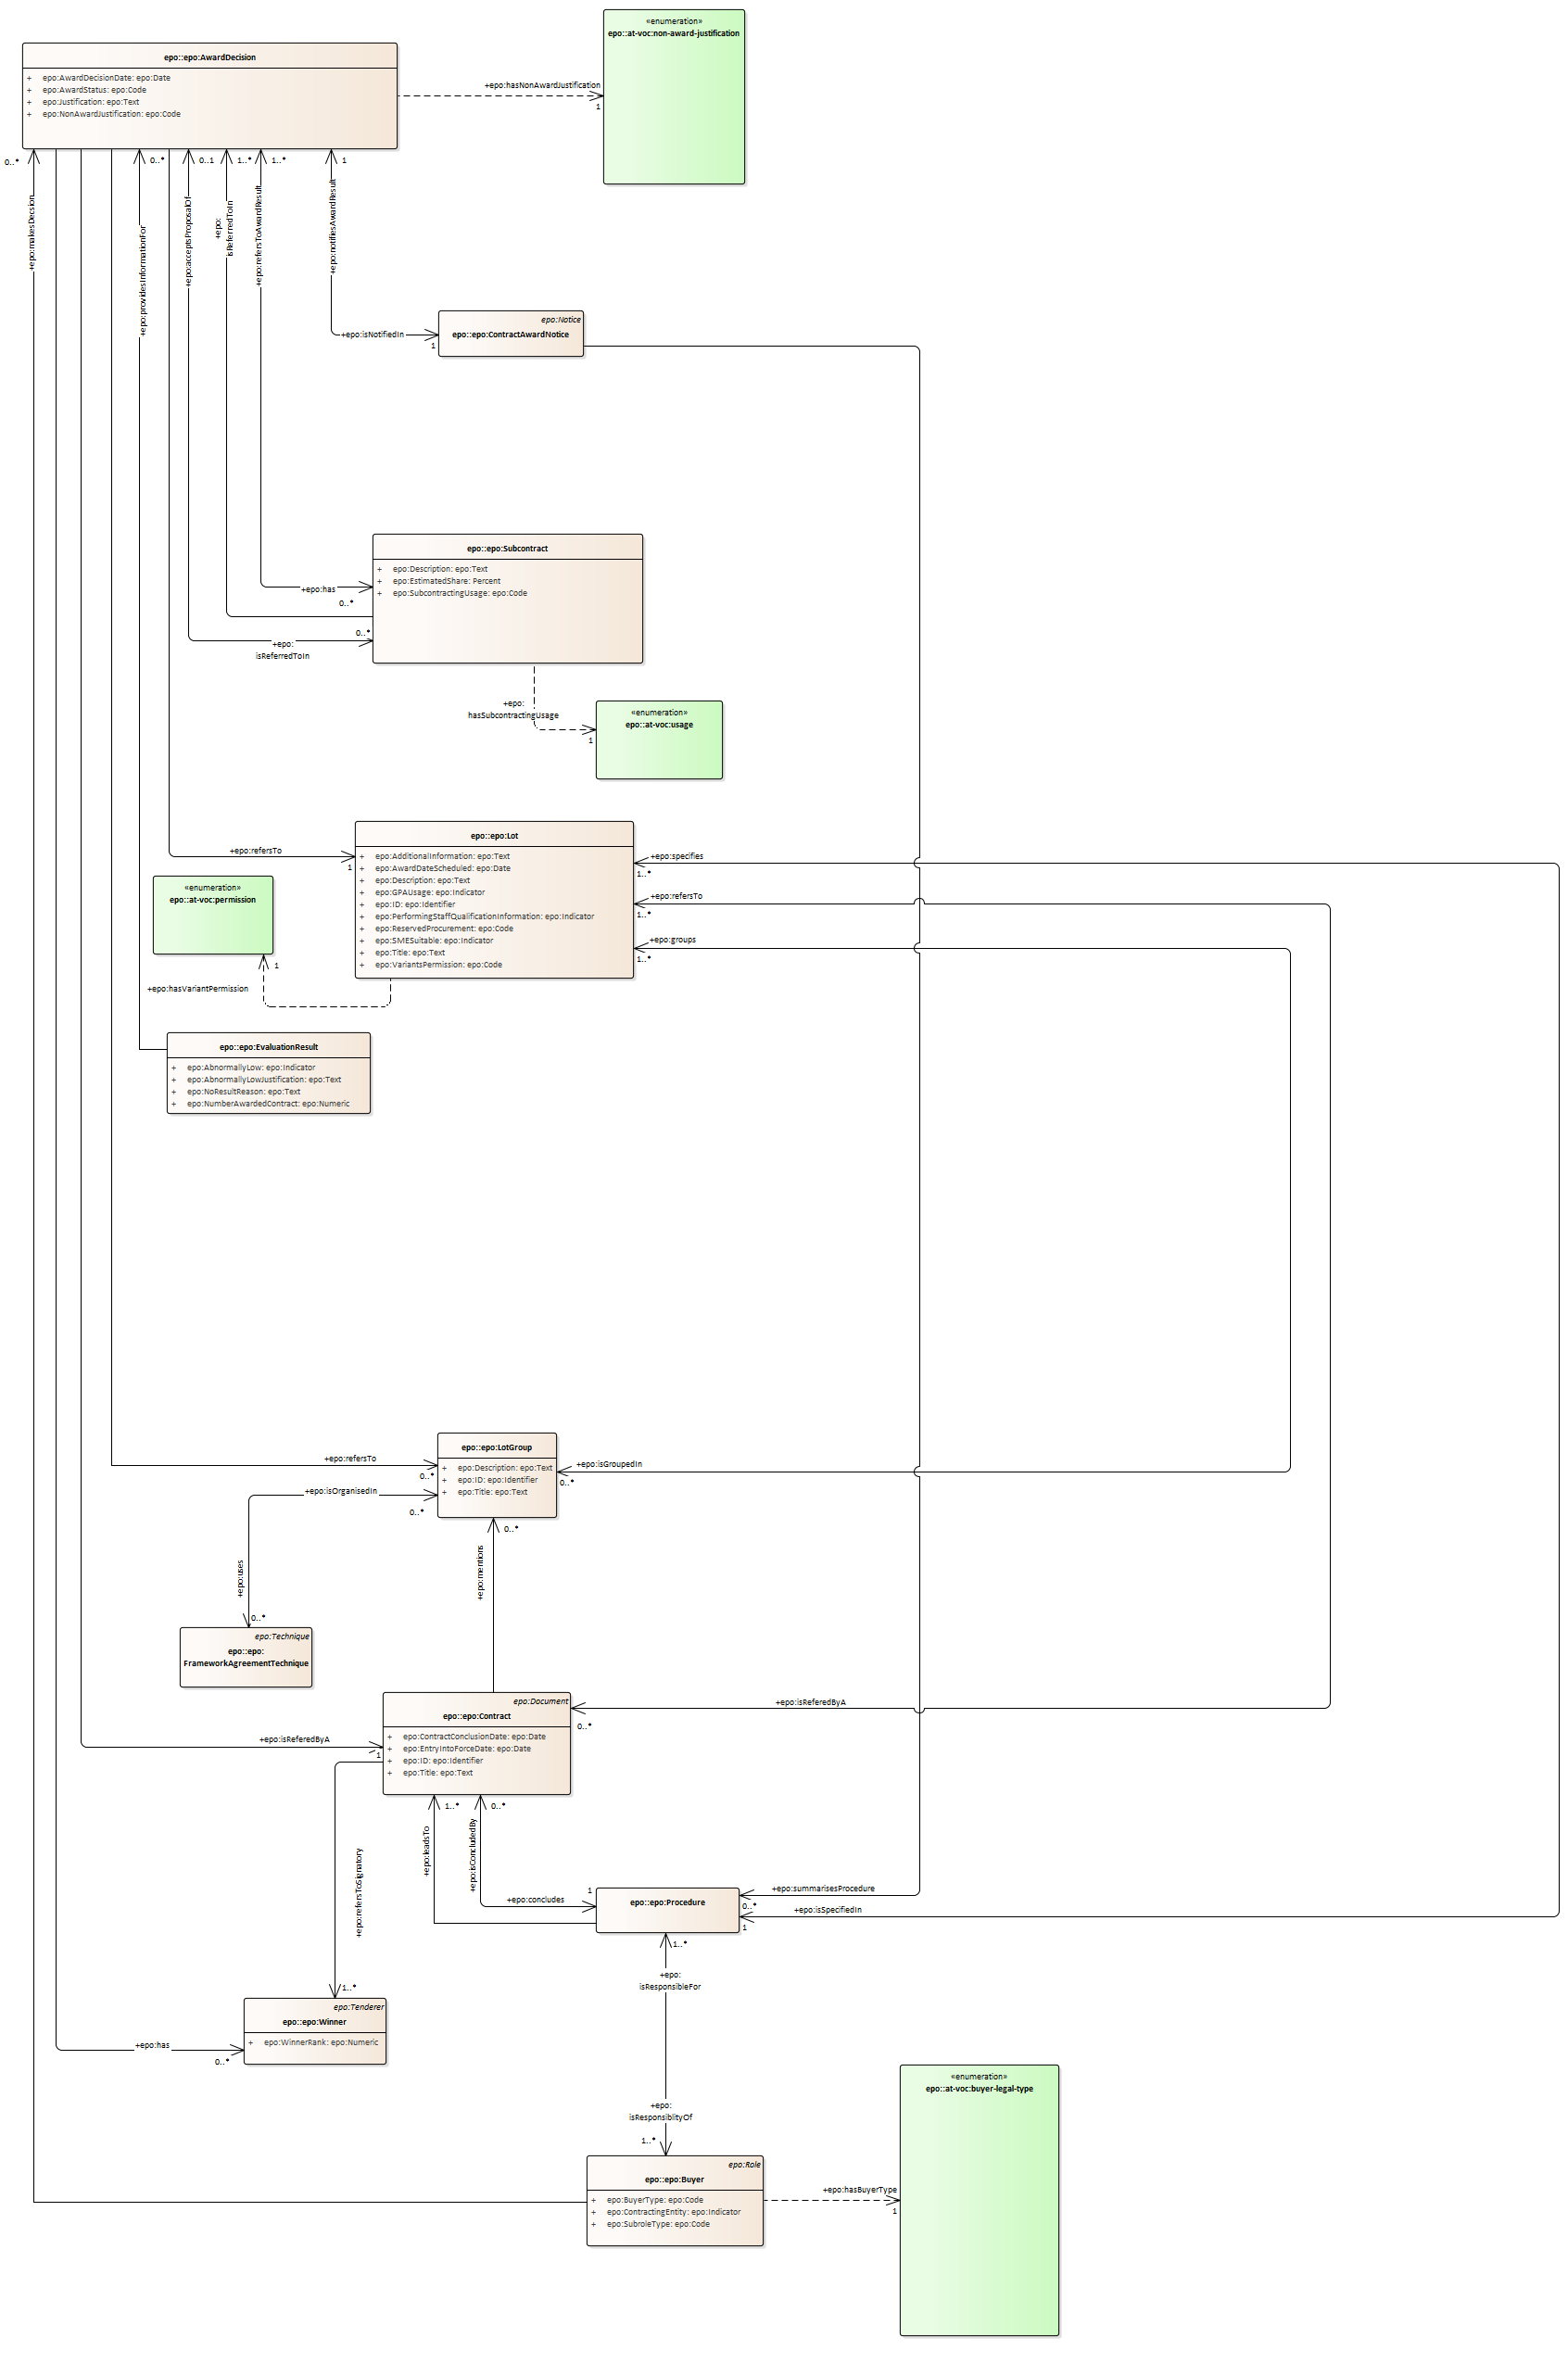 «enumeration»
epo::at-voc:non-award-justification
epo::epo:AwardDecision
+ epo:AwardDecisionDate: epo:Date
+ epo:AwardStatus: epo:Code
+ epo:Justification: epo:Text
+ epo:NonAwardJustification: epo:Code
+epo:hasNonAwardJustification
1
0..*
0..*
0..1
1..*
1..*
1
+epo:makesDecsion
+epo:providesInformationFor
+epo:acceptsProposalOf
+epo:
isReferredToIn
+epo:refersToAwardResult
+epo:notifiesAwardResult
epo:Notice
epo::epo:ContractAwardNotice
+epo:isNotifiedIn
1
epo::epo:Subcontract
+ epo:Description: epo:Text
+ epo:EstimatedShare: Percent
+ epo:SubcontractingUsage: epo:Code
+epo:has
0..*
0..*
+epo:
isReferredToIn
+epo:
hasSubcontractingUsage
1
«enumeration»
epo::at-voc:usage
epo::epo:Lot
+ epo:AdditionalInformation: epo:Text
+ epo:AwardDateScheduled: epo:Date
+ epo:Description: epo:Text
+ epo:GPAUsage: epo:Indicator
+ epo:ID: epo:Identifier
+ epo:PerformingStaffQualificationInformation: epo:Indicator
+ epo:ReservedProcurement: epo:Code
+ epo:SMESuitable: epo:Indicator
+ epo:Title: epo:Text
+ epo:VariantsPermission: epo:Code
+epo:refersTo
1
+epo:specifies
1..*
+epo:refersTo
1..*
+epo:groups
1..*
«enumeration»
epo::at-voc:permission
1
+epo:hasVariantPermission
epo::epo:EvaluationResult
+ epo:AbnormallyLow: epo:Indicator
+ epo:AbnormallyLowJustification: epo:Text
+ epo:NoResultReason: epo:Text
+ epo:NumberAwardedContract: epo:Numeric
epo::epo:LotGroup
+ epo:Description: epo:Text
+ epo:ID: epo:Identifier
+ epo:Title: epo:Text
+epo:refersTo
0..*
+epo:isGroupedIn
0..*
+epo:isOrganisedIn
0..*
0..*
+epo:mentions
+epo:uses
0..*
epo:Technique
epo::epo:
FrameworkAgreementTechnique
epo:Document
epo::epo:Contract
+ epo:ContractConclusionDate: epo:Date
+ epo:EntryIntoForceDate: epo:Date
+ epo:ID: epo:Identifier
+ epo:Title: epo:Text
+epo:isReferedByA
0..*
+epo:isReferedByA
1
1..*
0..*
+epo:leadsTo
+epo:isConcludedBy
+epo:refersToSignatory
1
+epo:concludes
epo::epo:Procedure
+epo:summarisesProcedure
0..*
+epo:isSpecifiedIn
1
1..*
+epo:
isResponsibleFor
1..*
epo:Tenderer
epo::epo:Winner
+ epo:WinnerRank: epo:Numeric
+epo:has
0..*
+epo:
isResponsiblityOf
1..*
epo:Role
epo::epo:Buyer
+ epo:BuyerType: epo:Code
+ epo:ContractingEntity: epo:Indicator
+ epo:SubroleType: epo:Code
+epo:hasBuyerType
1
«enumeration»
epo::at-voc:buyer-legal-type